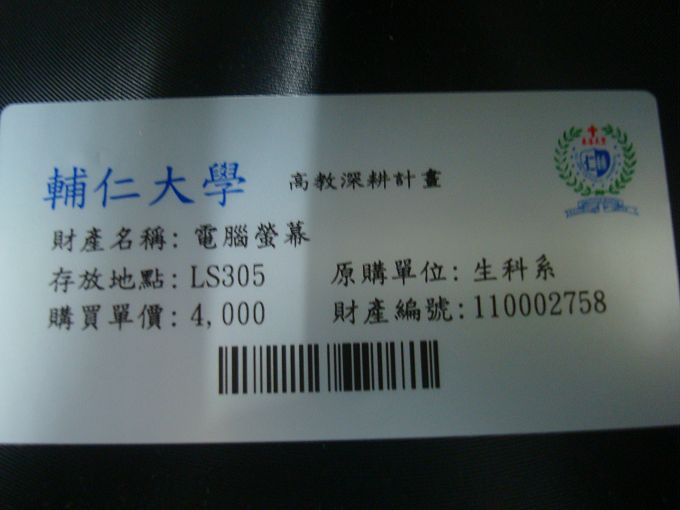 輔仁大學 高教深耕計畫
財產名稱: 電腦螢幕
存放地點: LS305 原購單位: 生科系
購買單價: 4,000 財產編號: 110002758